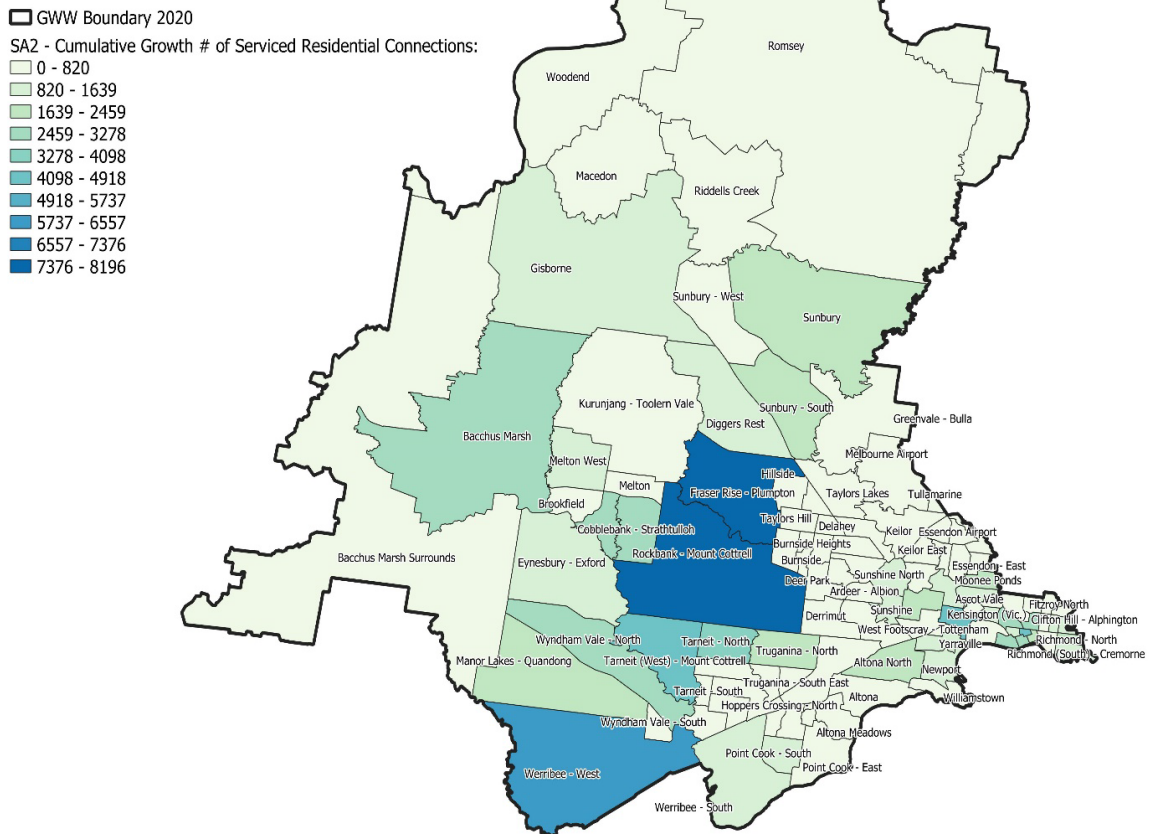 GWW Boundary 2020
SA2 - Cumulative Growth # of Serviced Residential Connections:
0 - 820
820 - 1639
1639 - 2459
2459 - 3278
3278 - 4098
4098 - 4918
4918 - 5737
5737 - 6557
6557 - 7376
7376 - 8196
Romsey
Woodend
Macedon
Riddells Creek
Gisborne
Sunbury - West
Sunbury
Kurunjang - Toolern Vale
Sunbury - South
Diggers Rest
Greenvale - Bulla
Bacchus Marsh
Melbourne Airport
Melton West
Hillside
Melton
Fraser Rise - Plumpton
Taylors Lakes
Tullamarine
Brookfield
Taylors Hill
Delahey
Cobblebank - Strathtulloh
Keilor
Essendon Airport
Burnside Heights
Keilor East
Rockbank - Mount Cottrell
Bacchus Marsh Surrounds
Eynesbury - Exford
Burnside
Essendon - East
Sunshine North
Deer Park
Moonee Ponds
Ardeer - Albion
Ascot Vale
Fitzroy North
Sunshine
Derrimut
Kensington (Vic.)
Clifton Hill - Alphington
West Footscray - Tottenham
Wyndham Vale - North
Tarneit - North
Richmond - North
Yarraville
Truganina - North
Richmond (South) - Cremorne
Manor Lakes - Quandong
Tarneit (West) - Mount Cottrell
Altona North
Newport
Truganina - South East
Tarneit - South
Altona
Williamstown
Hoppers Crossing - North
Wyndham Vale - South
Altona Meadows
Point Cook - South
Point Cook - East
Werribee - West
Werribee - South